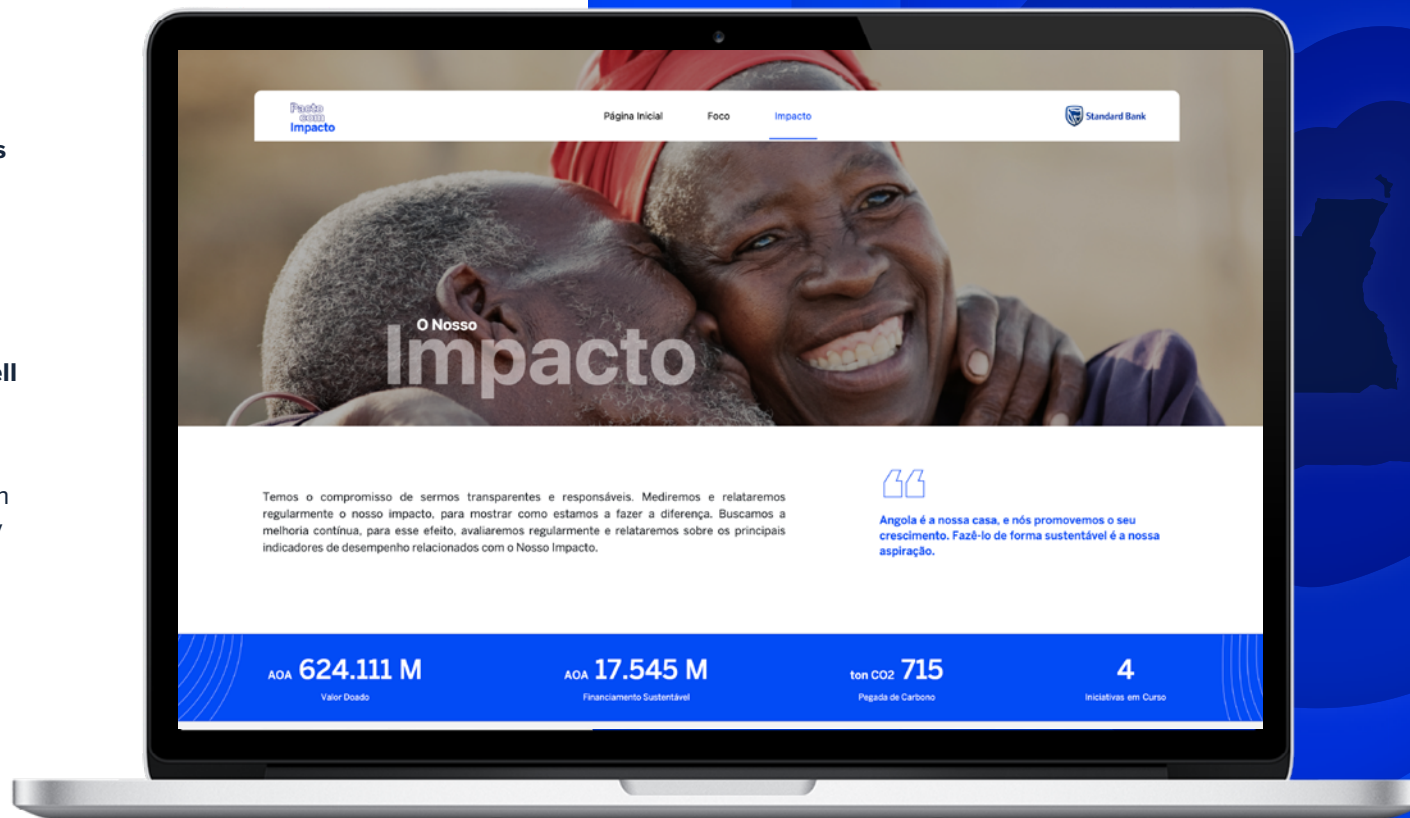 s
ell
n
y
Pacto
com
Impacto
Página Inicial
Foco
Impacto
Standard Bank
O Nosso
Impacto
Temos o compromisso de sermos transparentes e responsáveis. Mediremos e relataremos
regularmente o nosso impacto, para mostrar como estamos a fazer a diferença. Buscamos a
melhoria contínua, para esse efeito, avaliaremos regularmente e relataremos sobre os principais
indicadores de desempenho relacionados com o Nosso Impacto.
Angola é a nossa casa, e nós promovemos o seu
crescimento. Fazê-lo de forma sustentável é a nossa
aspiração.
AOA 624.111 M
Valor Doado
AOA 17.545 M
Financiamento Sustentável
ton CO2 715
Pegada de Carbono
4
Iniciativas em Curso